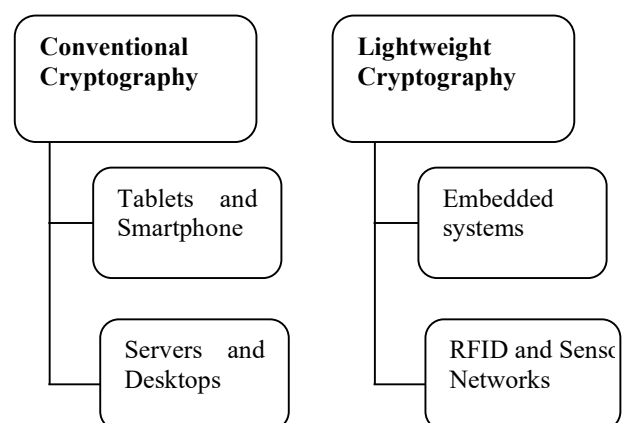 Conventional
Cryptography
Tablets and
Smartphone
Servers and
Desktops
Lightweight
Cryptography
Embedded
systems
RFID and
Networks